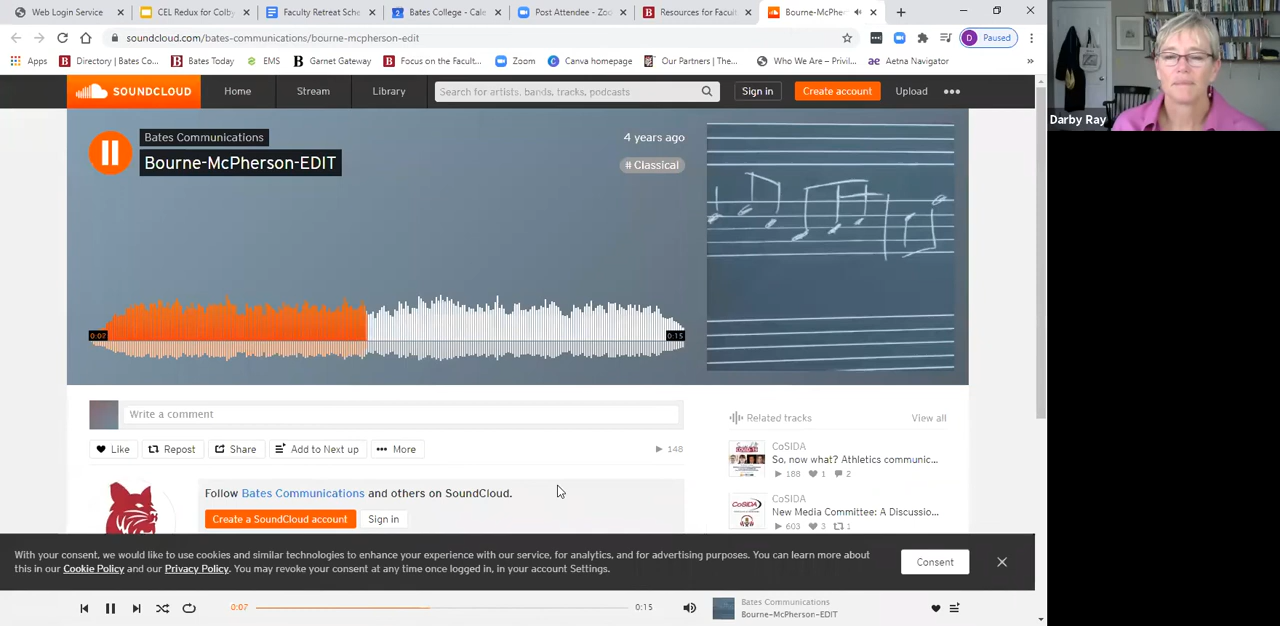 Web Login Service
CEL Redux for Colby
Faculty Retreat Sche
Bates College - Cale
Post Attendee - Zoo
Resources for Facult
Bourne-McPher
soundcloud.com/bates-communications/bourne-mcpherson-edit
D Paused
Apps
Directory | Bates Co...
Bates Today
EMS
Garnet Gateway
Focus on the Facult...
Zoom
Canva homepage
Our Partners | The...
Who We Are – Privil...
Aetna Navigator
SOUNDCLOUD
Home
Stream
Library
Search for artists, bands, tracks, podcasts
Sign in
Create account
Upload
Bates Communications
Bourne-McPherson-EDIT
4 years ago
# Classical
0:07
0:15
Write a comment
Like
Repost
Share
Add to Next up
More
148
Follow Bates Communications and others on SoundCloud.
Create a SoundCloud account
Sign in
Related tracks
View all
CoSIDA
So, now what? Athletics communic...
188
1
2
CoSIDA
New Media Committee: A Discussio...
603
3
1
With your consent, we would like to use cookies and similar technologies to enhance your experience with our service, for analytics, and for advertising purposes. You can learn more about
this in our Cookie Policy and our Privacy Policy. You may revoke your consent at any time once logged in, in your account Settings.
Consent
0:07
0:15
Bates Communications
Bourne-McPherson-EDIT
Darby Ray